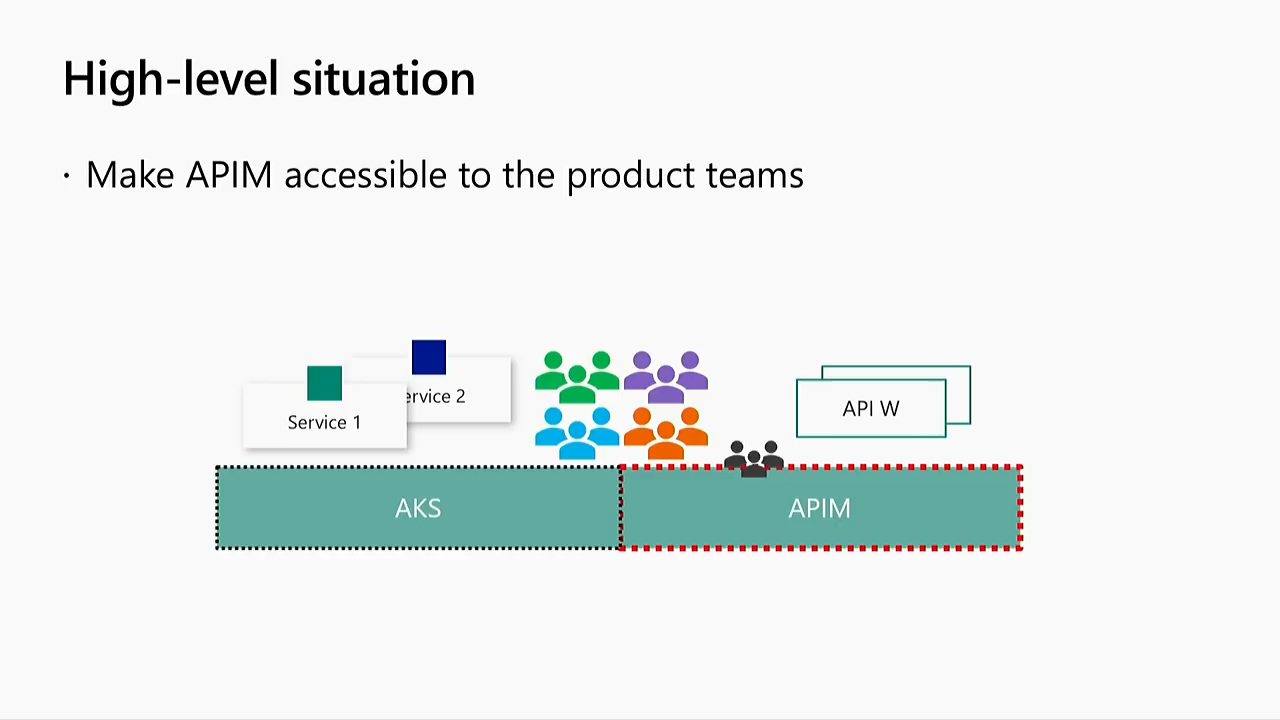 High-level situation
· Make APIM accessible to the product teams
ervice 2
Service 1
API W
AKS
APIM